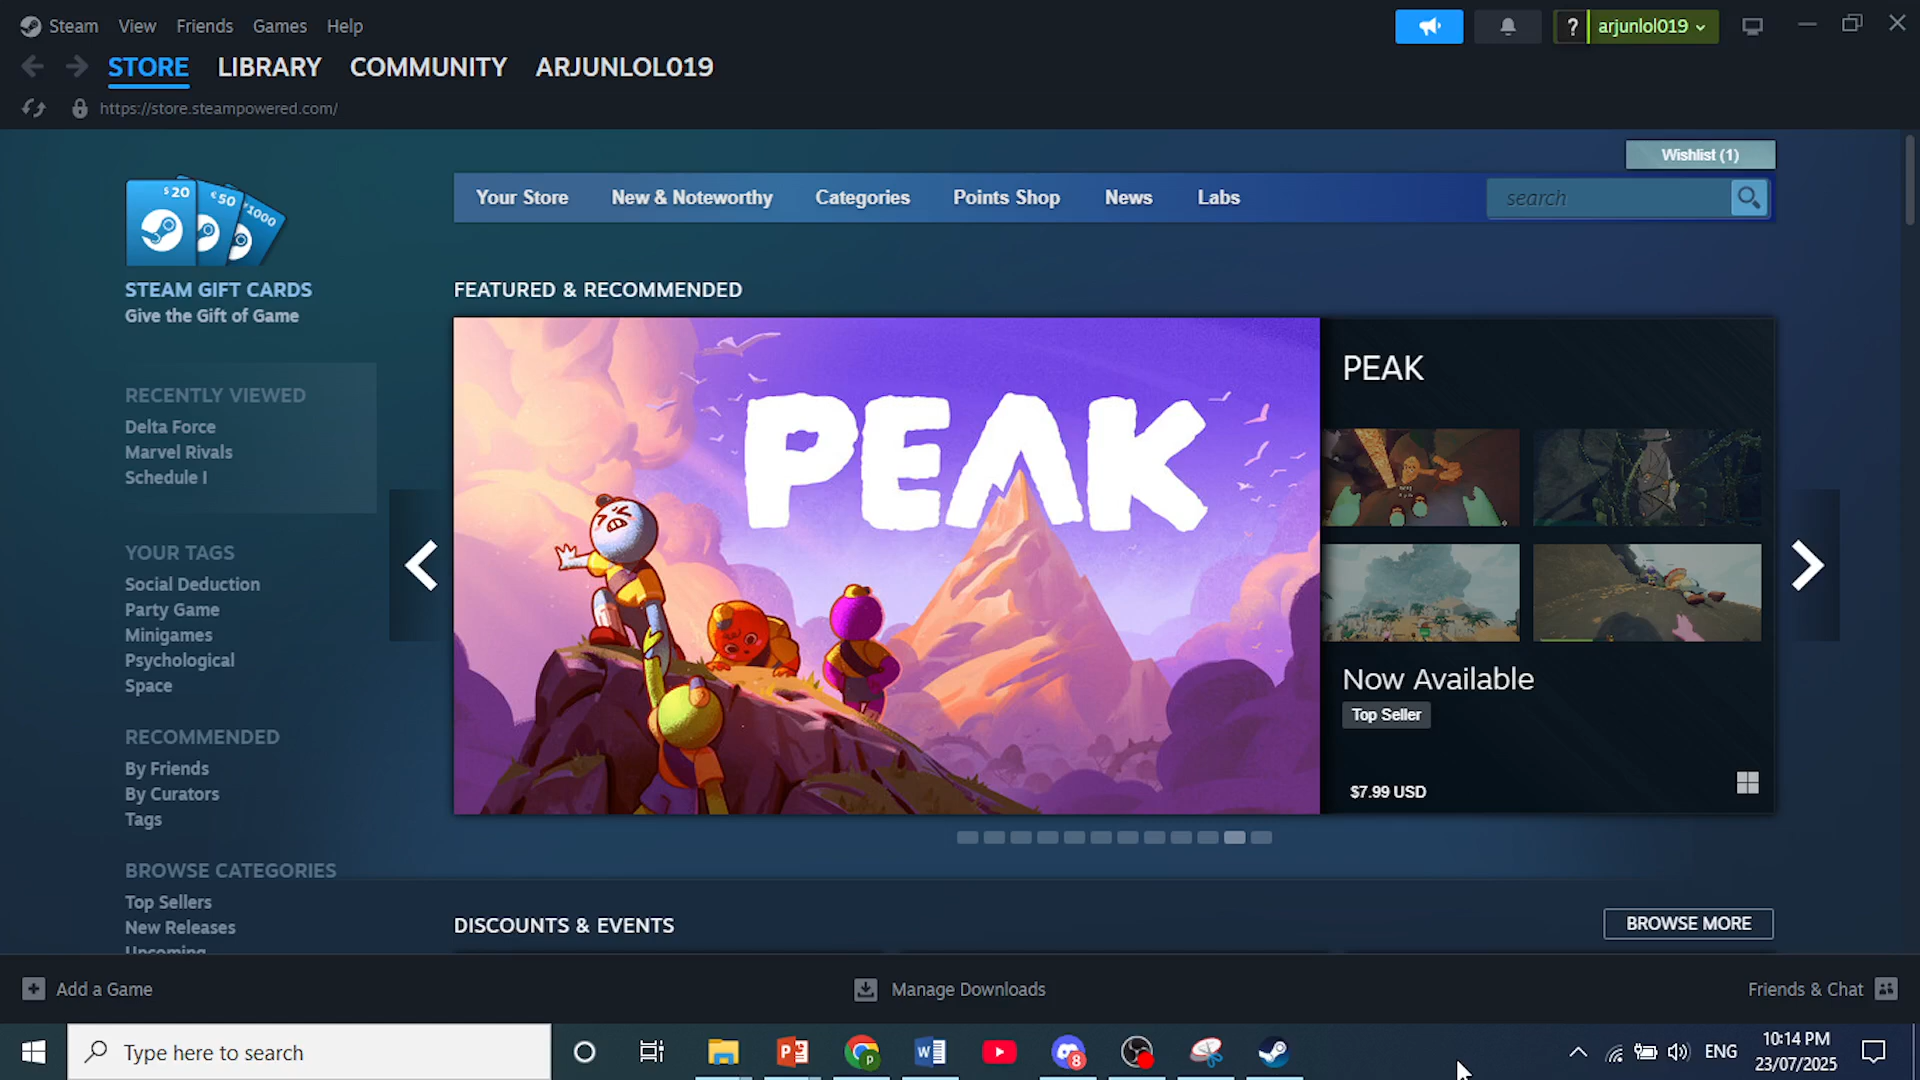 Steam View Friends Games Help
? arjunlol019
STORE LIBRARY COMMUNITY ARJUNLOL019
https://store.steampowered.com/
Wishlist (1)
$ 20 € 50 1000
Your Store New & Noteworthy Categories Points Shop News Labs search
STEAM GIFT CARDS
Give the Gift of Game
FEATURED & RECOMMENDED
PEAK
PEAK
RECENTLY VIEWED
Delta Force
Marvel Rivals
Schedule I
YOUR TAGS
Social Deduction
Party Game
Minigames
Psychological
Space
Now Available
Top Seller
$7.99 USD
RECOMMENDED
By Friends
By Curators
Tags
BROWSE CATEGORIES
Top Sellers
New Releases
Upcoming
DISCOUNTS & EVENTS BROWSE MORE
Add a Game Manage Downloads Friends & Chat
Type here to search
P
p
W
8
ENG
10:14 PM
23/07/2025